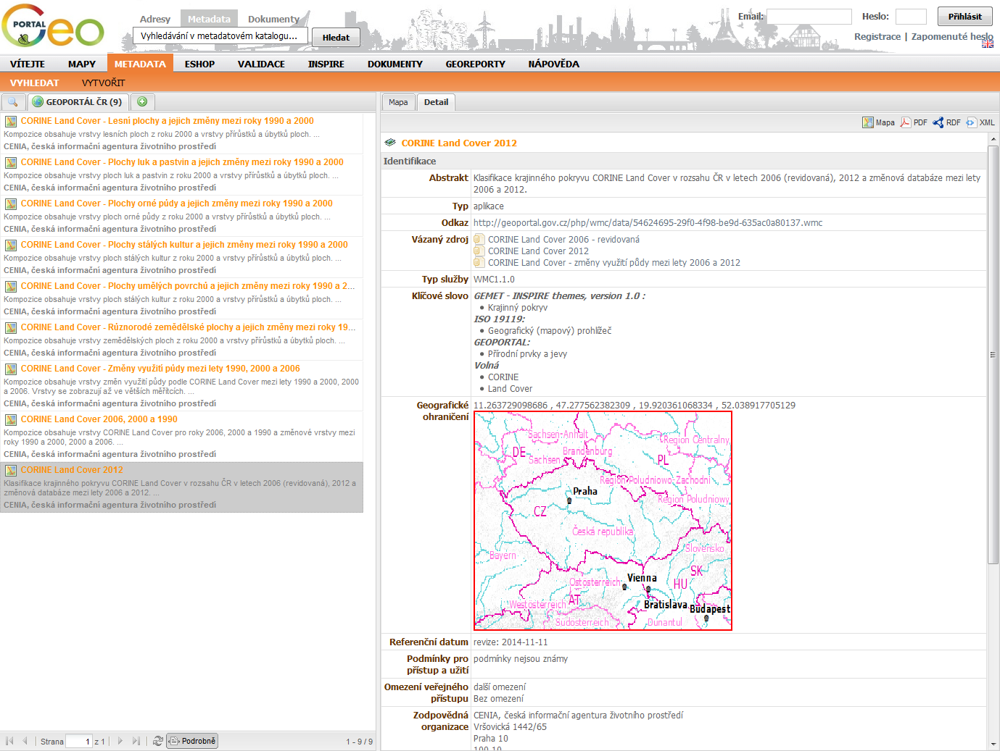 PORTAL
Geo
Adresy
Metadata
Dokumenty
Vyhledávání v metadatovém katalogu...
Hledat
Email:
Heslo:
Přihlásit
Registrace | Zapomenuté heslo
VÍTEJTE
MAPY
METADATA
ESHOP
VALIDACE
INSPIRE
DOKUMENTY
GEOREPORTY
NÁPOVĚDA
VYHLEDAT
VYTVOŘIT
GEOPORTÁL ČR (9)
CORINE Land Cover - Lesní plochy a jejich změny mezi roky 1990 a 2000
Kompozice obsahuje vrstvy lesních ploch z roku 2000 a vrstvy přírůstků a úbytků ploch. ...
CENIA, česká informační agentura životního prostředí
CORINE Land Cover - Plochy luk a pastvin a jejich změny mezi roky 1990 a 2000
Kompozice obsahuje vrstvy ploch luk a pastvin z roku 2000 a vrstvy přírůstků a úbytků ploch. ...
CENIA, česká informační agentura životního prostředí
CORINE Land Cover - Plochy orné půdy a jejich změny mezi roky 1990 a 2000
Kompozice obsahuje vrstvy ploch orné půdy z roku 2000 a vrstvy přírůstků a úbytků ploch. ...
CENIA, česká informační agentura životního prostředí
CORINE Land Cover - Plochy stálých kultur a jejich změny mezi roky 1990 a 2000
Kompozice obsahuje vrstvy ploch stálých kultur z roku 2000 a vrstvy přírůstků a úbytků ploch. ...
CENIA, česká informační agentura životního prostředí
CORINE Land Cover - Plochy umělých povrchů a jejich změny mezi roky 1990 a 2...
Kompozice obsahuje vrstvy ploch stálých kultur z roku 2000 a vrstvy přírůstků a úbytků ploch. ...
CENIA, česká informační agentura životního prostředí
CORINE Land Cover - Různorodé zemědělské plochy a jejich změny mezi roky 19...
Kompozice obsahuje vrstvy zemědělských ploch z roku 2000 a vrstvy přírůstků a úbytků ploch. ...
CENIA, česká informační agentura životního prostředí
CORINE Land Cover - Změny využití půdy mezi lety 1990, 2000 a 2006
Kompozice obsahuje vrstvy změn využití půdy podle CORINE Land Cover mezi lety 1990 a 2000, 2000
a 2006. Vrstvy se zobrazují až ve větších měřítcích. ...
CENIA, česká informační agentura životního prostředí
CORINE Land Cover 2006, 2000 a 1990
Kompozice obsahuje vrstvy CORINE Land Cover pro roky 2006, 2000 a 1990 a změnové vrstvy mezi
roky 1990 a 2000, 2000 a 2006. ...
CENIA, česká informační agentura životního prostředí
CORINE Land Cover 2012
Klasifikace krajinného pokryvu CORINE Land Cover v rozsahu ČR v letech 2006 (revidovaná), 2012 a
změnová databáze mezi lety 2006 a 2012. ...
CENIA, česká informační agentura životního prostředí
Strana 1 z 1
Podrobně
1 - 9 / 9
Mapa
Detail
Mapa
PDF
RDF
XML
CORINE Land Cover 2012
Identifikace
Abstrakt
Klasifikace krajinného pokryvu CORINE Land Cover v rozsahu ČR v letech 2006 (revidovaná), 2012 a změnová databáze mezi lety
2006 a 2012.
Typ
aplikace
Odkaz
http://geoportal.gov.cz/php/wmc/data/54624695-29f0-4f98-be9d-635ac0a80137.wmc
Vázaný zdroj
CORINE Land Cover 2006 - revidovaná
CORINE Land Cover 2012
CORINE Land Cover - změny využití půdy mezi lety 2006 a 2012
Typ služby
WMC1.1.0
Klíčové slovo
GEMET - INSPIRE themes, version 1.0 :
Krajinný pokryv
ISO 19119:
Geografický (mapový) prohlížeč
GEOPORTAL:
Přírodní prvky a jevy
Volná
CORINE
Land Cover
Geografické
ohraničení
11.263729098686 , 47.277562382309 , 19.920361068334 , 52.038917705129
Sachsen-Anhalt
Region Centralny
DE
Brandenburg
Sachsen
PL
Region Poludniowo-Zachodni
Praha
Region Poludniowy
CZ
Česká republika
Slovensko
Bayern
SK
Vienna
Ostösterreich
HU
AT
Westösterreich
Bratislava
Budapest
Südösterreich
Dunantul
Referenční datum
revize: 2014-11-11
Podmínky pro
přístup a užití
podmínky nejsou známy
Omezení veřejného
přístupu
další omezení
Bez omezení
Zodpovědná
organizace
CENIA, česká informační agentura životního prostředí
Vršovická 1442/65
Praha 10
100 10